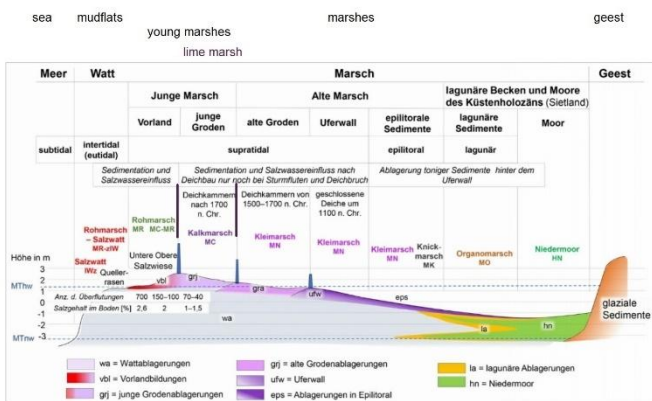 sea mudflats marshes geest
young marshes
lime marsh
Meer Watt Marsch Geest
Junge Marsch Alte Marsch lagunäre Becken und Moore
des Küstenholozäns (Sietland)
Vorland junge Groden alte Groden Uferwall epilitorale Sedimente lagunäre Sedimente Moor
subtidal intertidal (eutidal) supratidal epilitoral lagunär
Sedimentation und Salzwassereinfluss
Sedimentation und Salzwassereinfluss nach Deichbau nur noch bei Sturmfluten und Deichbruch
Ablagerung toniger Sedimente hinter dem Uferwall
Deichkammern nach 1700 n. Chr.
Deichkammern von 1500–1700 n. Chr.
geschlossene Deiche um 1100 n. Chr.
Rohmarsch – Salzwatt MR-zIW
Rohmarsch MR MC-MR
Kalkmarsch MC
Kleimarsch MN
Kleimarsch MN
Kleimarsch MN
Knickmarsch MK
Organomarsch MO
Niedermoor HN
Salzwatt IWz
Queller-rasen
Untere Obere Salzwiese
Höhe in m
3
2
MThw
1
0
-1
-2
-3
MTnw
vbl grj gra ufw eps
wa la hn
Anz. d. Überflutungen 700 150–100 70–40
Salzgehalt im Boden [%] 2,6 2 1–1,5
glaziale Sedimente
wa = Wattablagerungen grj = alte Grodenablagerungen la = lagunäre Ablagerungen
vbl = Vorlandbildungen ufw = Uferwall hn = Niedermoor
grj = junge Grodenablagerungen eps = Ablagerungen in Epilitoral